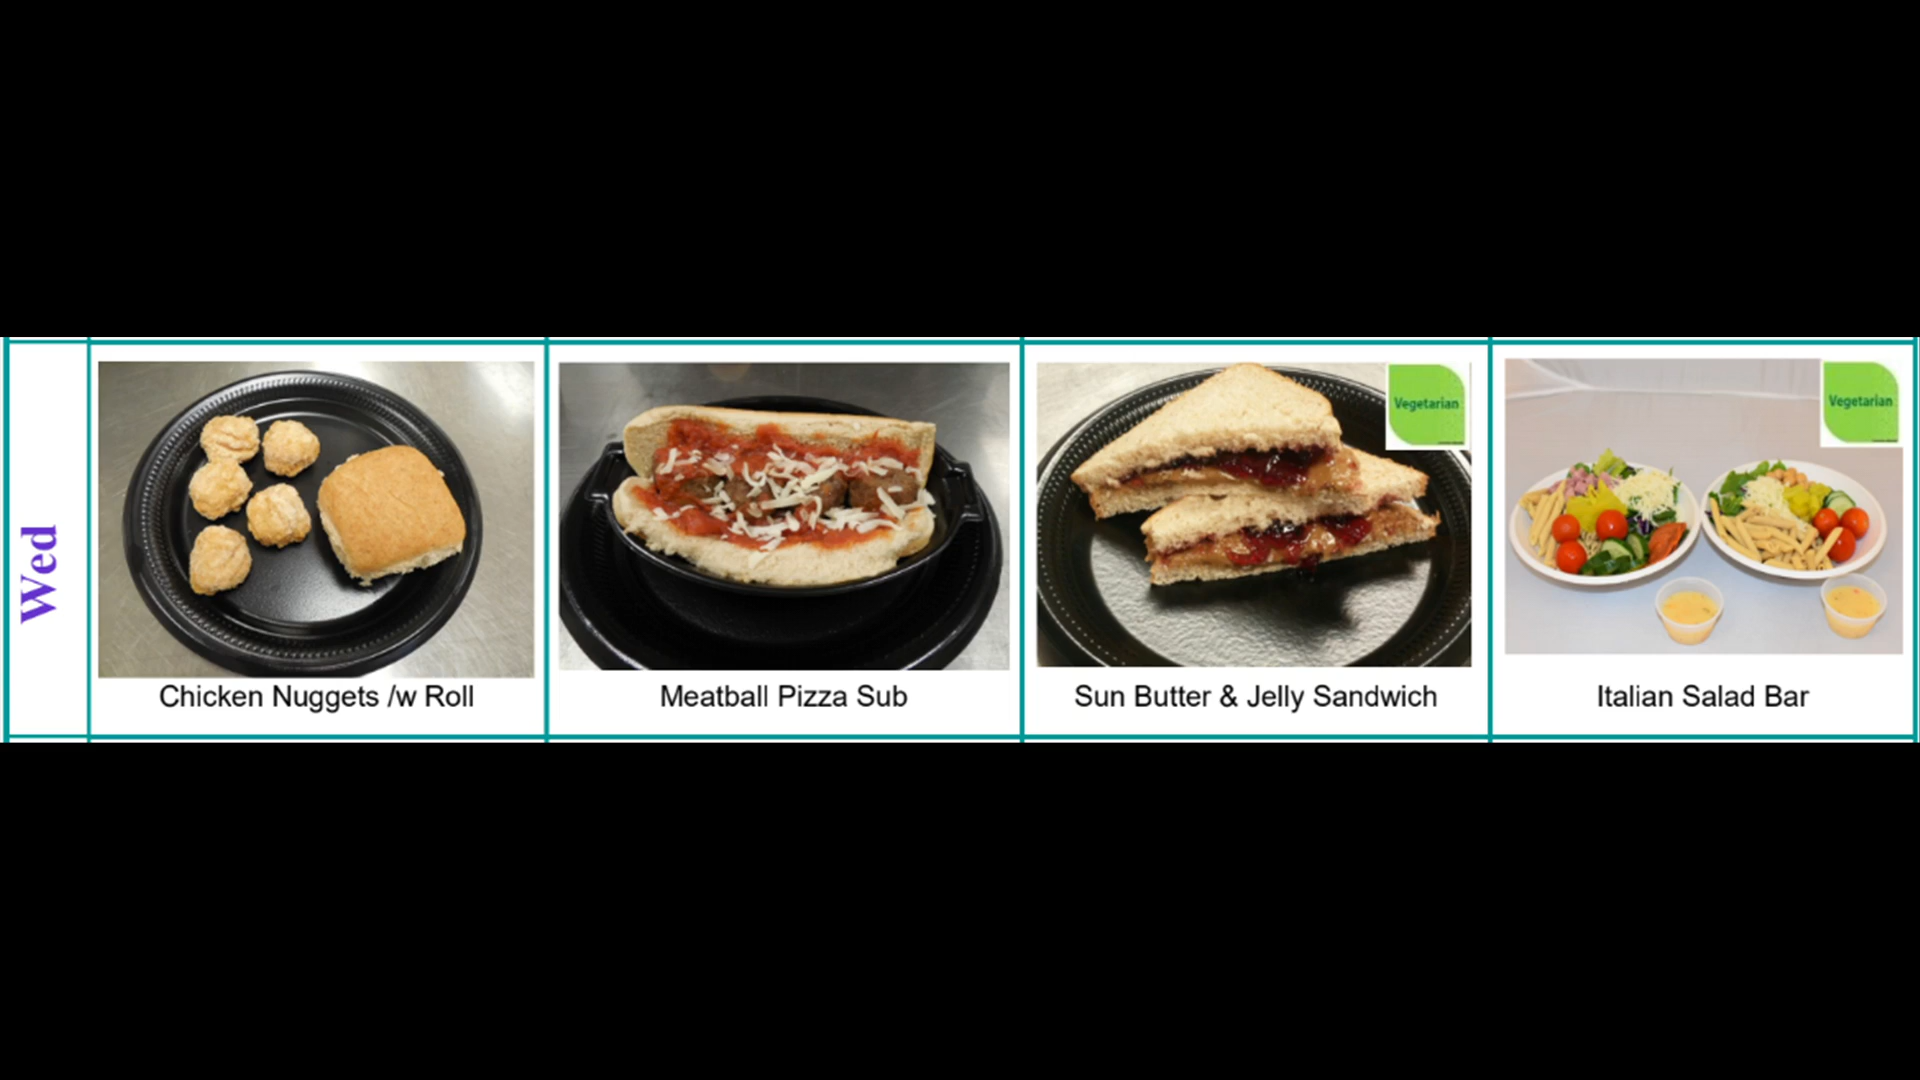 Wed
Chicken Nuggets /w Roll
Meatball Pizza Sub
Vegetarian
Sun Butter & Jelly Sandwich
Vegetarian
Italian Salad Bar